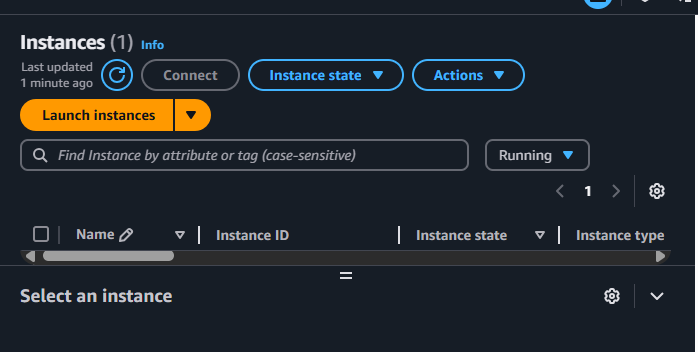 Instances (1) Info
Last updated
1 minute ago
Connect
Instance state
Actions
Launch instances
Find Instance by attribute or tag (case-sensitive)
Running
1
Name
Instance ID
Instance state
Instance type
Select an instance